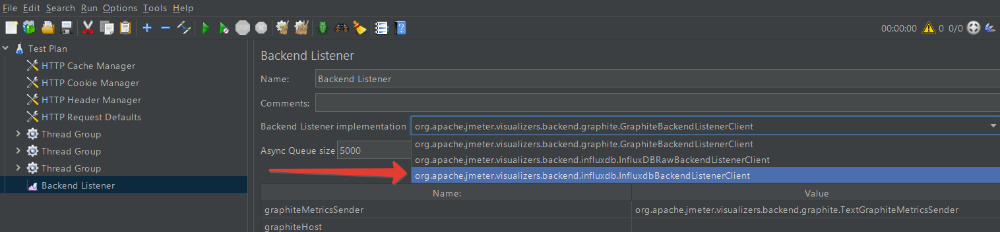 File Edit Search Run Options Tools Help
00:00:00 0 0/0
Test Plan
HTTP Cache Manager
HTTP Cookie Manager
HTTP Header Manager
HTTP Request Defaults
Thread Group
Thread Group
Thread Group
Backend Listener
Backend Listener
Name: Backend Listener
Comments:
Backend Listener implementation org.apache.jmeter.visualizers.backend.graphite.GraphiteBackendListenerClient
org.apache.jmeter.visualizers.backend.graphite.GraphiteBackendListenerClient
Async Queue size 5000
org.apache.jmeter.visualizers.backend.influxdb.InfluxDBRawBackendListenerClient
org.apache.jmeter.visualizers.backend.influxdb.InfluxdbBackendListenerClient
Name: Value
graphiteMetricsSender org.apache.jmeter.visualizers.backend.graphite.TextGraphiteMetricsSender
graphiteHost